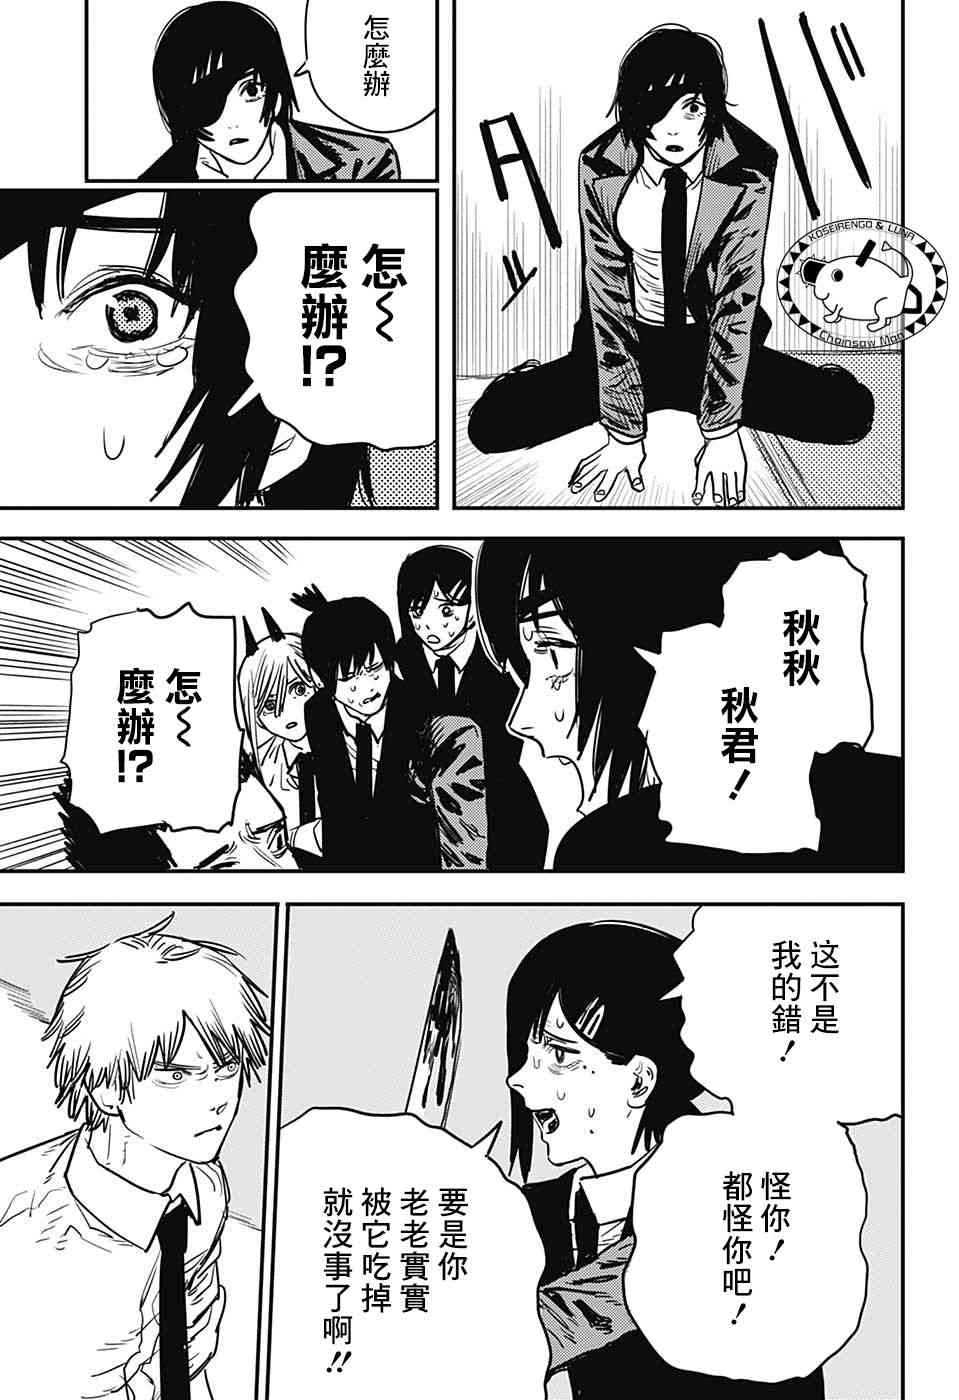 バッ
タッ
KOSEIRENGO & LUNA
Chainsaw Man
怎麼辦
怎～
麼辦!?
秋秋
秋君！
怎～
麼辦!?
这不是
我的錯！
怪你！
都怪你吧！
要是你
老老實實
被它吃掉
就沒事了啊!!